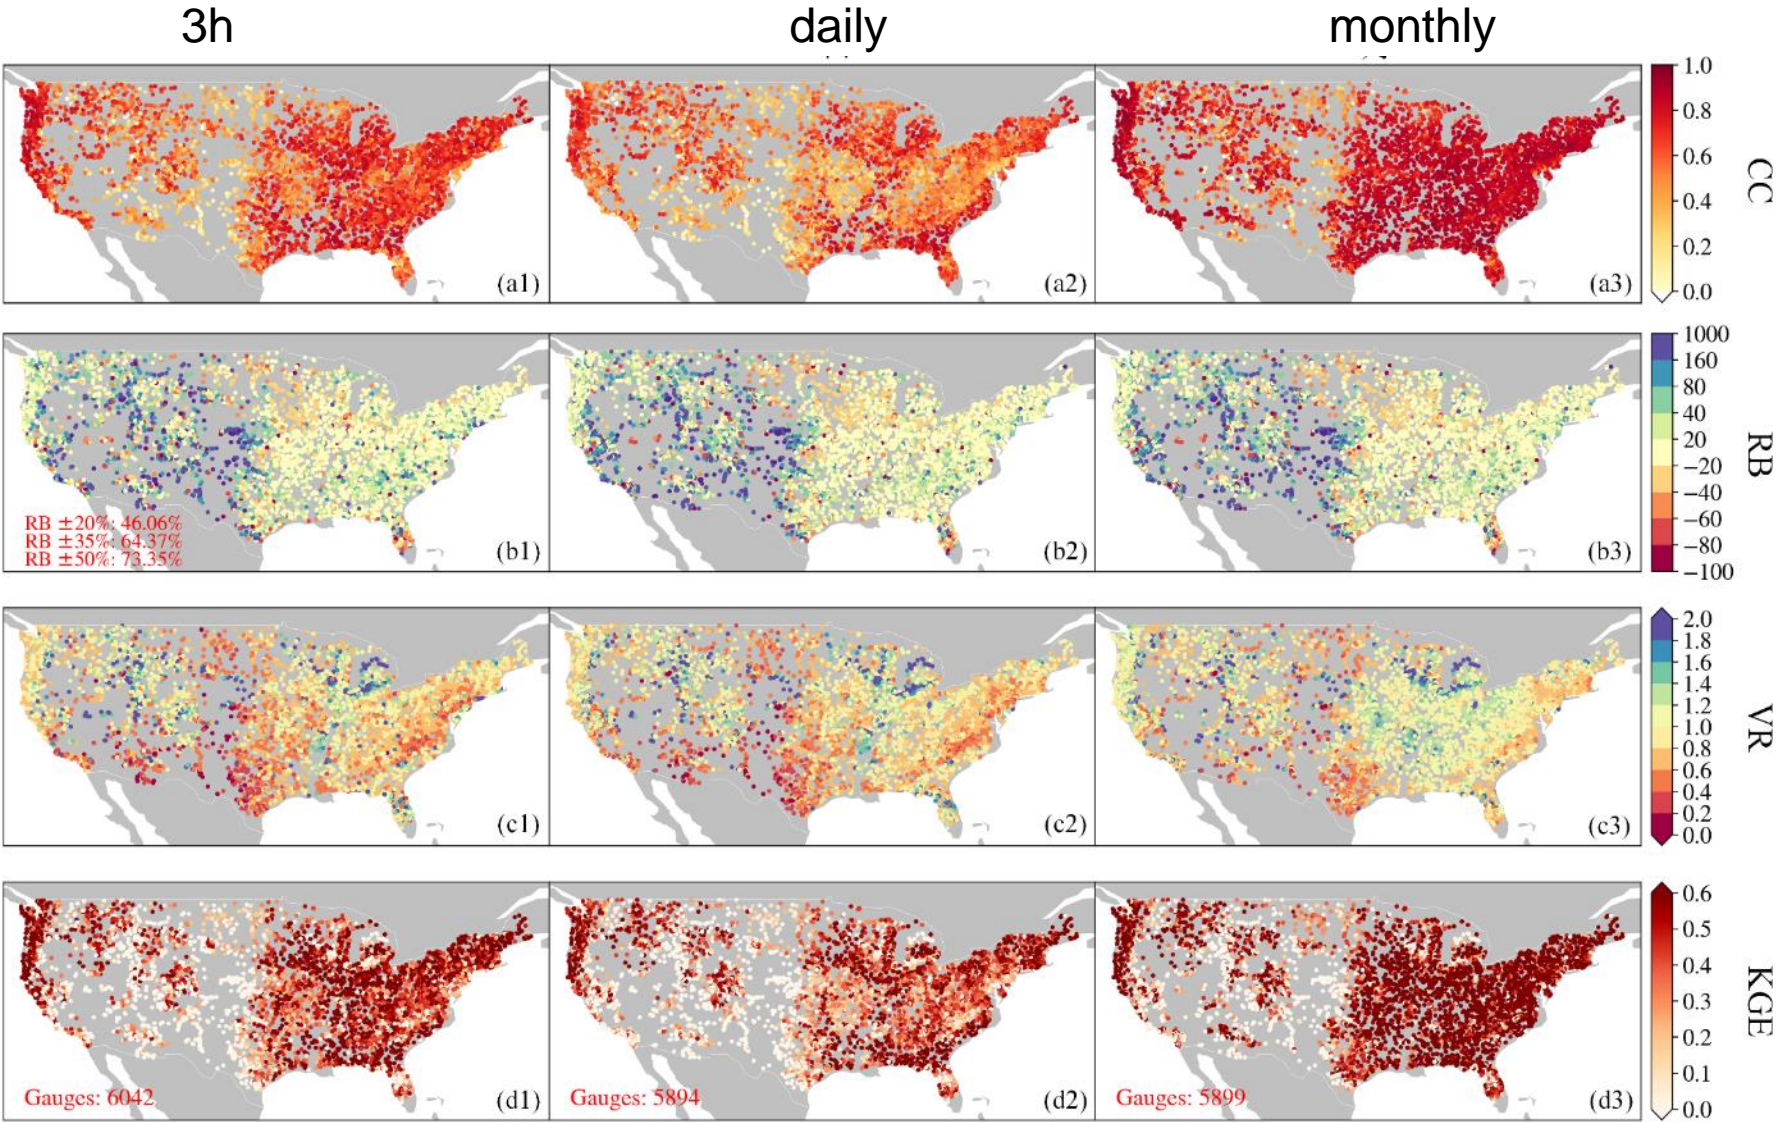 3h daily monthly
(a1) (a2) (a3)
1.0
0.8
0.6
0.4
0.2
0.0
CC
RB ±20%: 46.06%
RB ±35%: 64.37%
RB ±50%: 73.35%
(b1) (b2) (b3)
1000
160
80
40
20
−20
−40
−60
−80
−100
RB
(c1) (c2) (c3)
2.0
1.8
1.6
1.4
1.2
1.0
0.8
0.6
0.4
0.2
0.0
VR
Gauges: 6042 (d1) Gauges: 5894 (d2) Gauges: 5899 (d3)
0.6
0.5
0.4
0.3
0.2
0.1
0.0
KGE